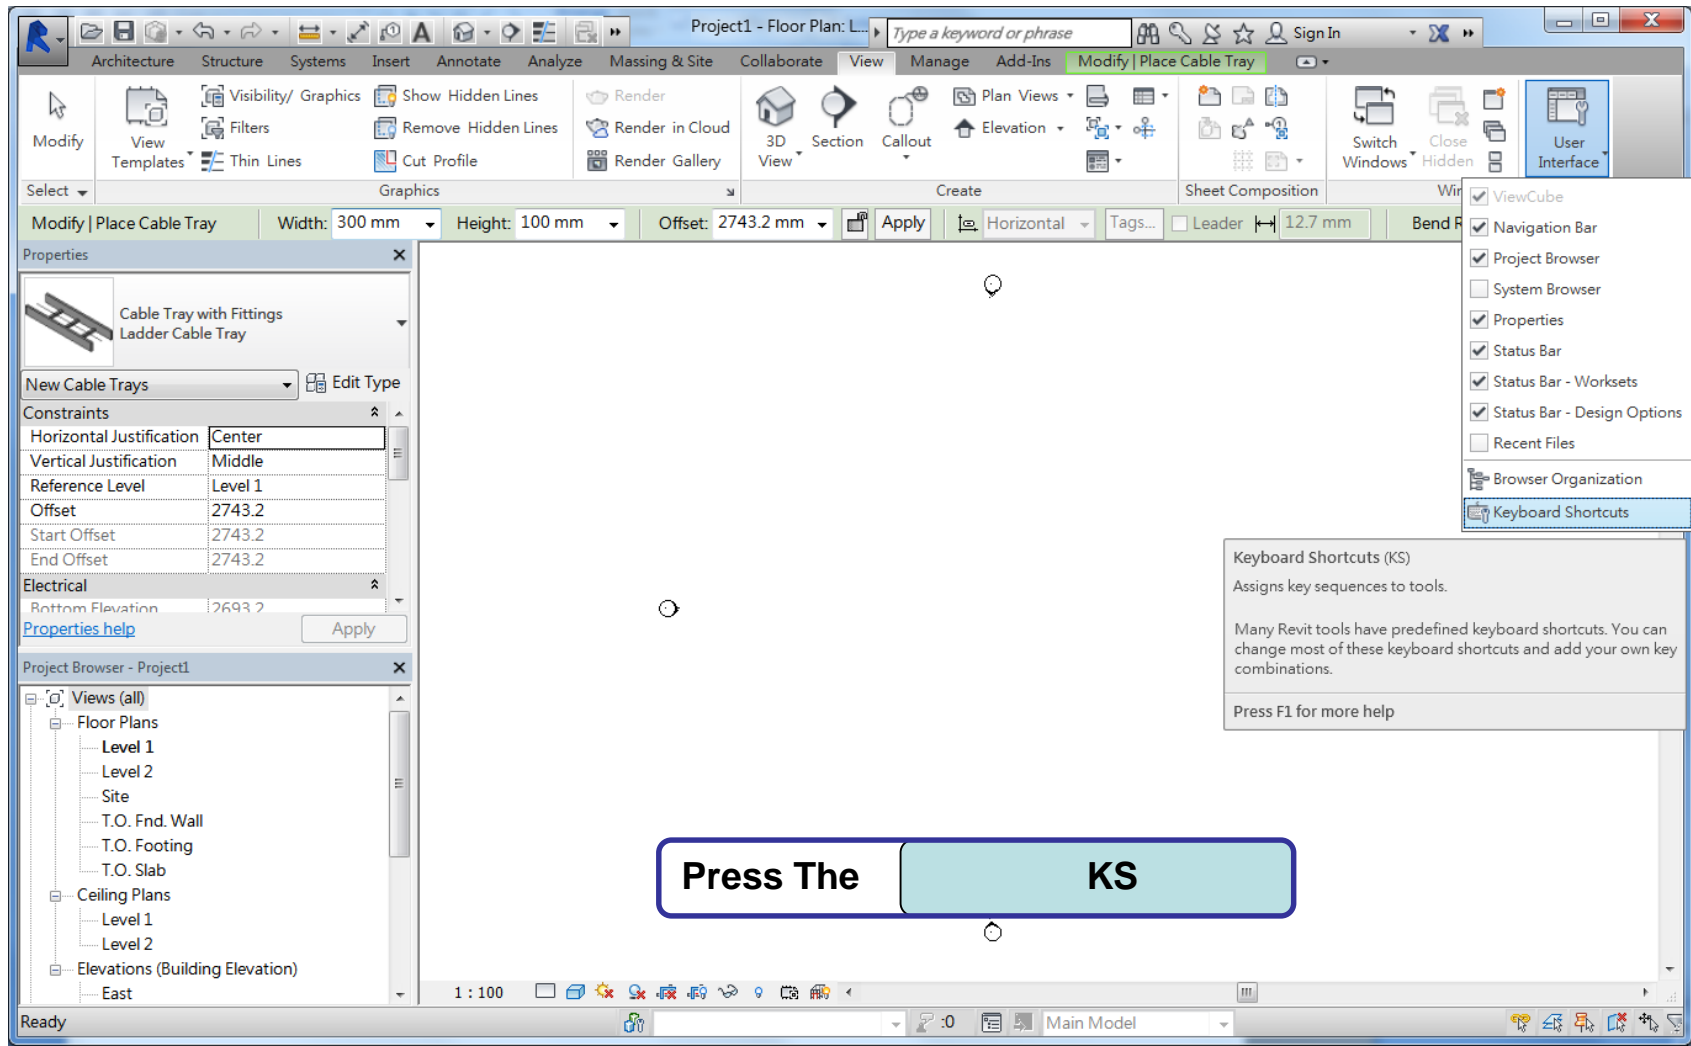 Project1 - Floor Plan: L...
Type a keyword or phrase
Sign In
Architecture Structure Systems Insert Annotate Analyze Massing & Site Collaborate View Manage Add-Ins Modify | Place Cable Tray
Modify
View
Templates
Visibility/ Graphics
Filters
Thin Lines
Show Hidden Lines
Remove Hidden Lines
Cut Profile
Render
Render in Cloud
Render Gallery
3D
View
Section
Callout
Plan Views
Elevation
Switch
Windows
Close
Hidden
User
Interface
Select
Graphics
Create
Sheet Composition
Wir
Modify | Place Cable Tray Width: 300 mm Height: 100 mm Offset: 2743.2 mm Apply Horizontal Tags... Leader 12.7 mm Bend R
Properties
Cable Tray with Fittings
Ladder Cable Tray
New Cable Trays Edit Type
Constraints
Horizontal Justification Center
Vertical Justification Middle
Reference Level Level 1
Offset 2743.2
Start Offset 2743.2
End Offset 2743.2
Electrical
Bottom Elevation 2693.2
Properties help Apply
Project Browser - Project1
Views (all)
Floor Plans
Level 1
Level 2
Site
T.O. Fnd. Wall
T.O. Footing
T.O. Slab
Ceiling Plans
Level 1
Level 2
Elevations (Building Elevation)
East
ViewCube
Navigation Bar
Project Browser
System Browser
Properties
Status Bar
Status Bar - Worksets
Status Bar - Design Options
Recent Files
Browser Organization
Keyboard Shortcuts
Keyboard Shortcuts (KS)
Assigns key sequences to tools.
Many Revit tools have predefined keyboard shortcuts. You can
change most of these keyboard shortcuts and add your own key
combinations.
Press F1 for more help
Press The KS
1 : 100
Ready :0 Main Model